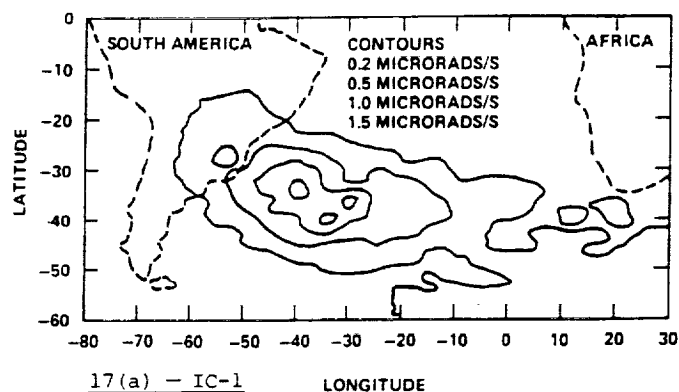 SOUTH AMERICA
CONTOURS
0.2 MICRORADS/S
0.5 MICRORADS/S
1.0 MICRORADS/S
1.5 MICRORADS/S
AFRICA
LATITUDE
0
-10
-20
-30
-40
-50
-60
-80 -70 -60 -50 -40 -30 -20 -10 0 10 20 30
17(a) — IC-1
LONGITUDE